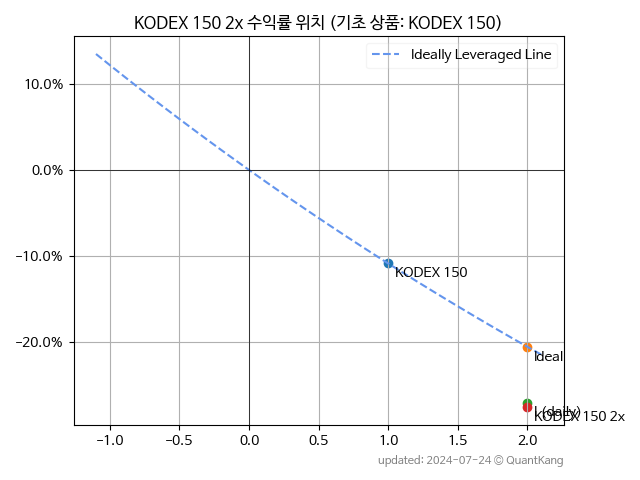 KODEX 150 2x 수익률 위치 (기초 상품: KODEX 150)
Ideally Leveraged Line
10.0%
0.0%
−10.0%
−20.0%
KODEX 150
Ideal
(daily)
KODEX 150 2x
−1.0 −0.5 0.0 0.5 1.0 1.5 2.0
updated: 2024-07-24 © QuantKang